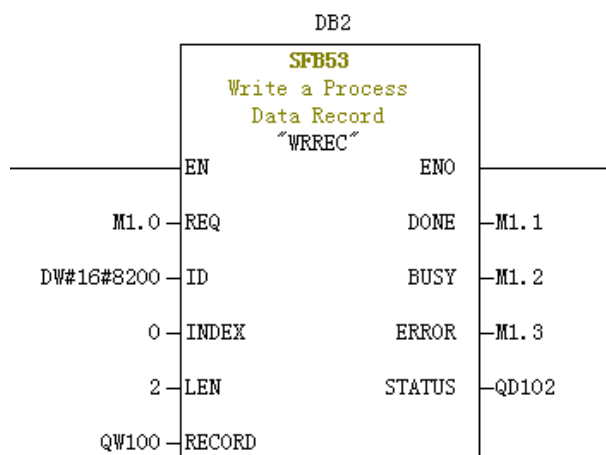 DB2
SFB53
Write a Process
Data Record
"WRREC"
EN ENO
M1.0 REQ DONE M1.1
DW#16#8200 ID BUSY M1.2
0 INDEX ERROR M1.3
2 LEN STATUS QD102
QW100 RECORD